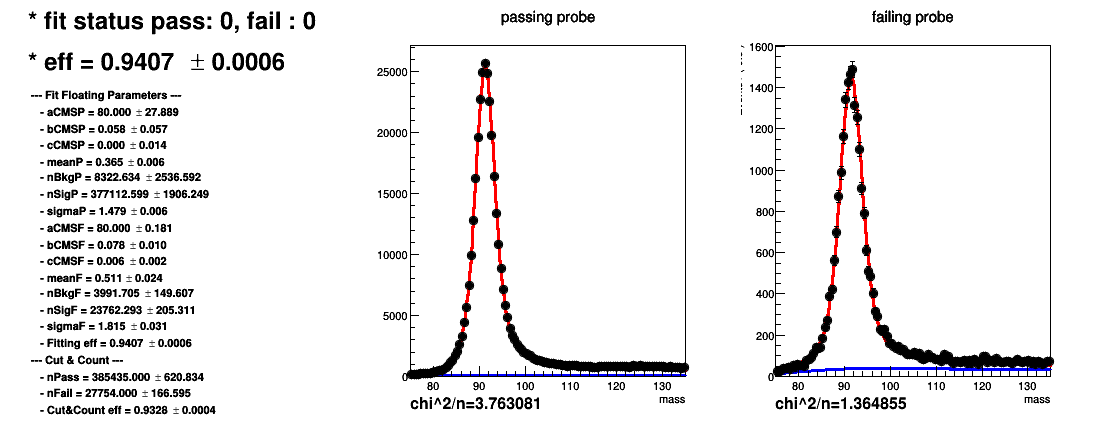 * fit status pass: 0, fail : 0
* eff = 0.9407 ± 0.0006
--- Fit Floating Parameters ---
- aCMSP = 80.000 ± 27.889
- bCMSP = 0.058 ± 0.057
- cCMSP = 0.000 ± 0.014
- meanP = 0.365 ± 0.006
- nBkgP = 8322.634 ± 2536.592
- nSigP = 377112.599 ± 1906.249
- sigmaP = 1.479 ± 0.006
- aCMSF = 80.000 ± 0.181
- bCMSF = 0.078 ± 0.010
- cCMSF = 0.006 ± 0.002
- meanF = 0.511 ± 0.024
- nBkgF = 3991.705 ± 149.607
- nSigF = 23762.293 ± 205.311
- sigmaF = 1.815 ± 0.031
- Fitting eff = 0.9407 ± 0.0006
--- Cut & Count ---
- nPass = 385435.000 ± 620.834
- nFail = 27754.000 ± 166.595
- Cut&Count eff = 0.9328 ± 0.0004
passing probe
25000
20000
15000
10000
5000
0
80 90 100 110 120 130
mass
chi^2/n=3.763081
failing probe
1600
1400
1200
1000
800
600
400
200
0
80 90 100 110 120 130
mass
chi^2/n=1.364855